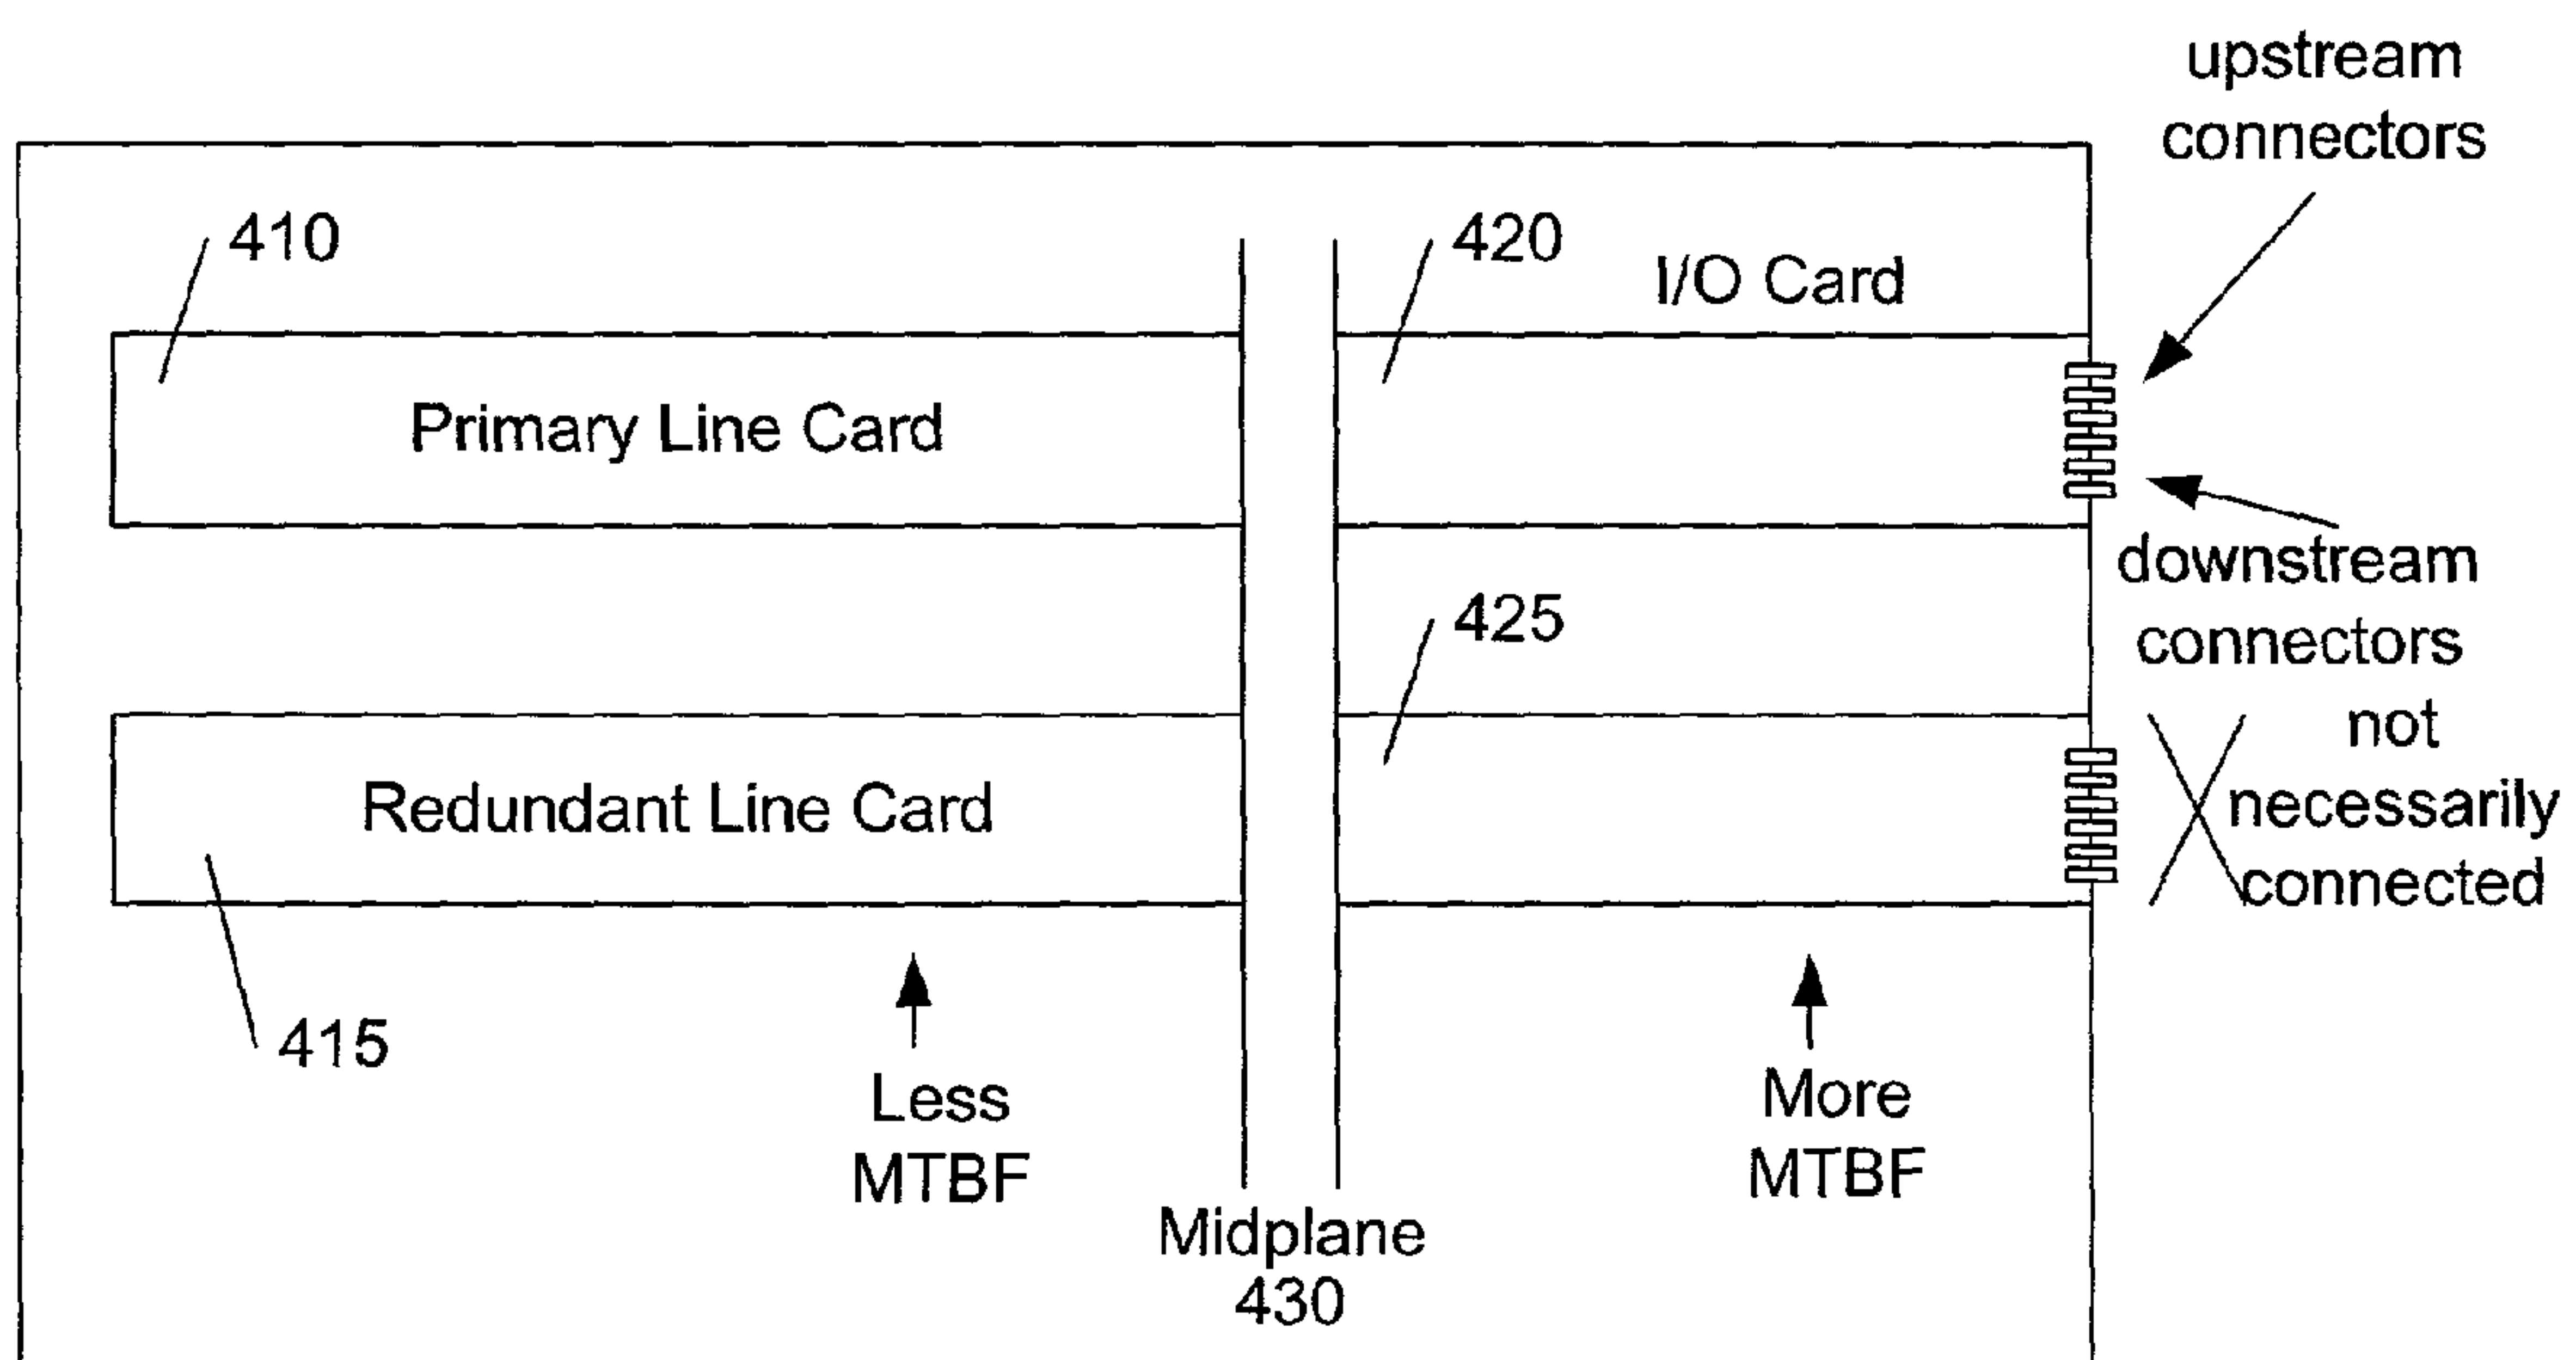 upstream
connectors
410
420
I/O Card
Primary Line Card
downstream
connectors
425
not
necessarily
connected
Redundant Line Card
415
Less
MTBF
More
MTBF
Midplane
430